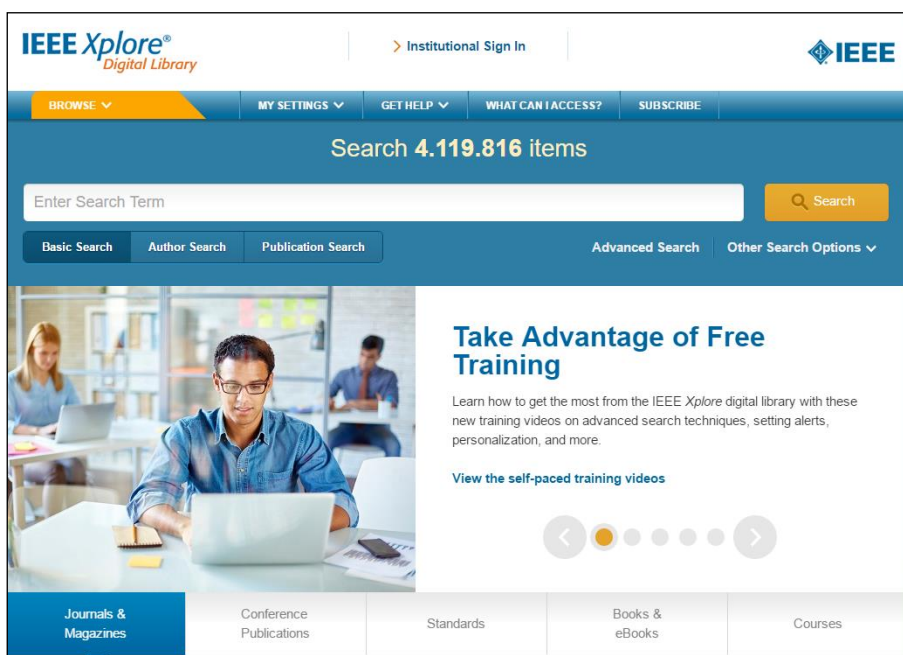 IEEE Xplore®
Digital Library
Institutional Sign In
IEEE
BROWSE
MY SETTINGS
GET HELP
WHAT CAN I ACCESS?
SUBSCRIBE
Search 4.119.816 items
Enter Search Term
Search
Basic Search
Author Search
Publication Search
Advanced Search
Other Search Options
Take Advantage of Free
Training
Learn how to get the most from the IEEE Xplore digital library with these
new training videos on advanced search techniques, setting alerts,
personalization, and more.
View the self-paced training videos
Journals &
Magazines
Conference
Publications
Standards
Books &
eBooks
Courses